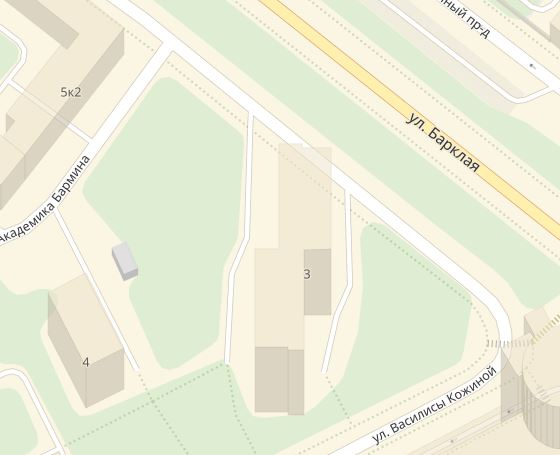 ный пр-д
5к2
ул. Барклая
Академика Бармина
3
4
ул. Василисы Кожиной